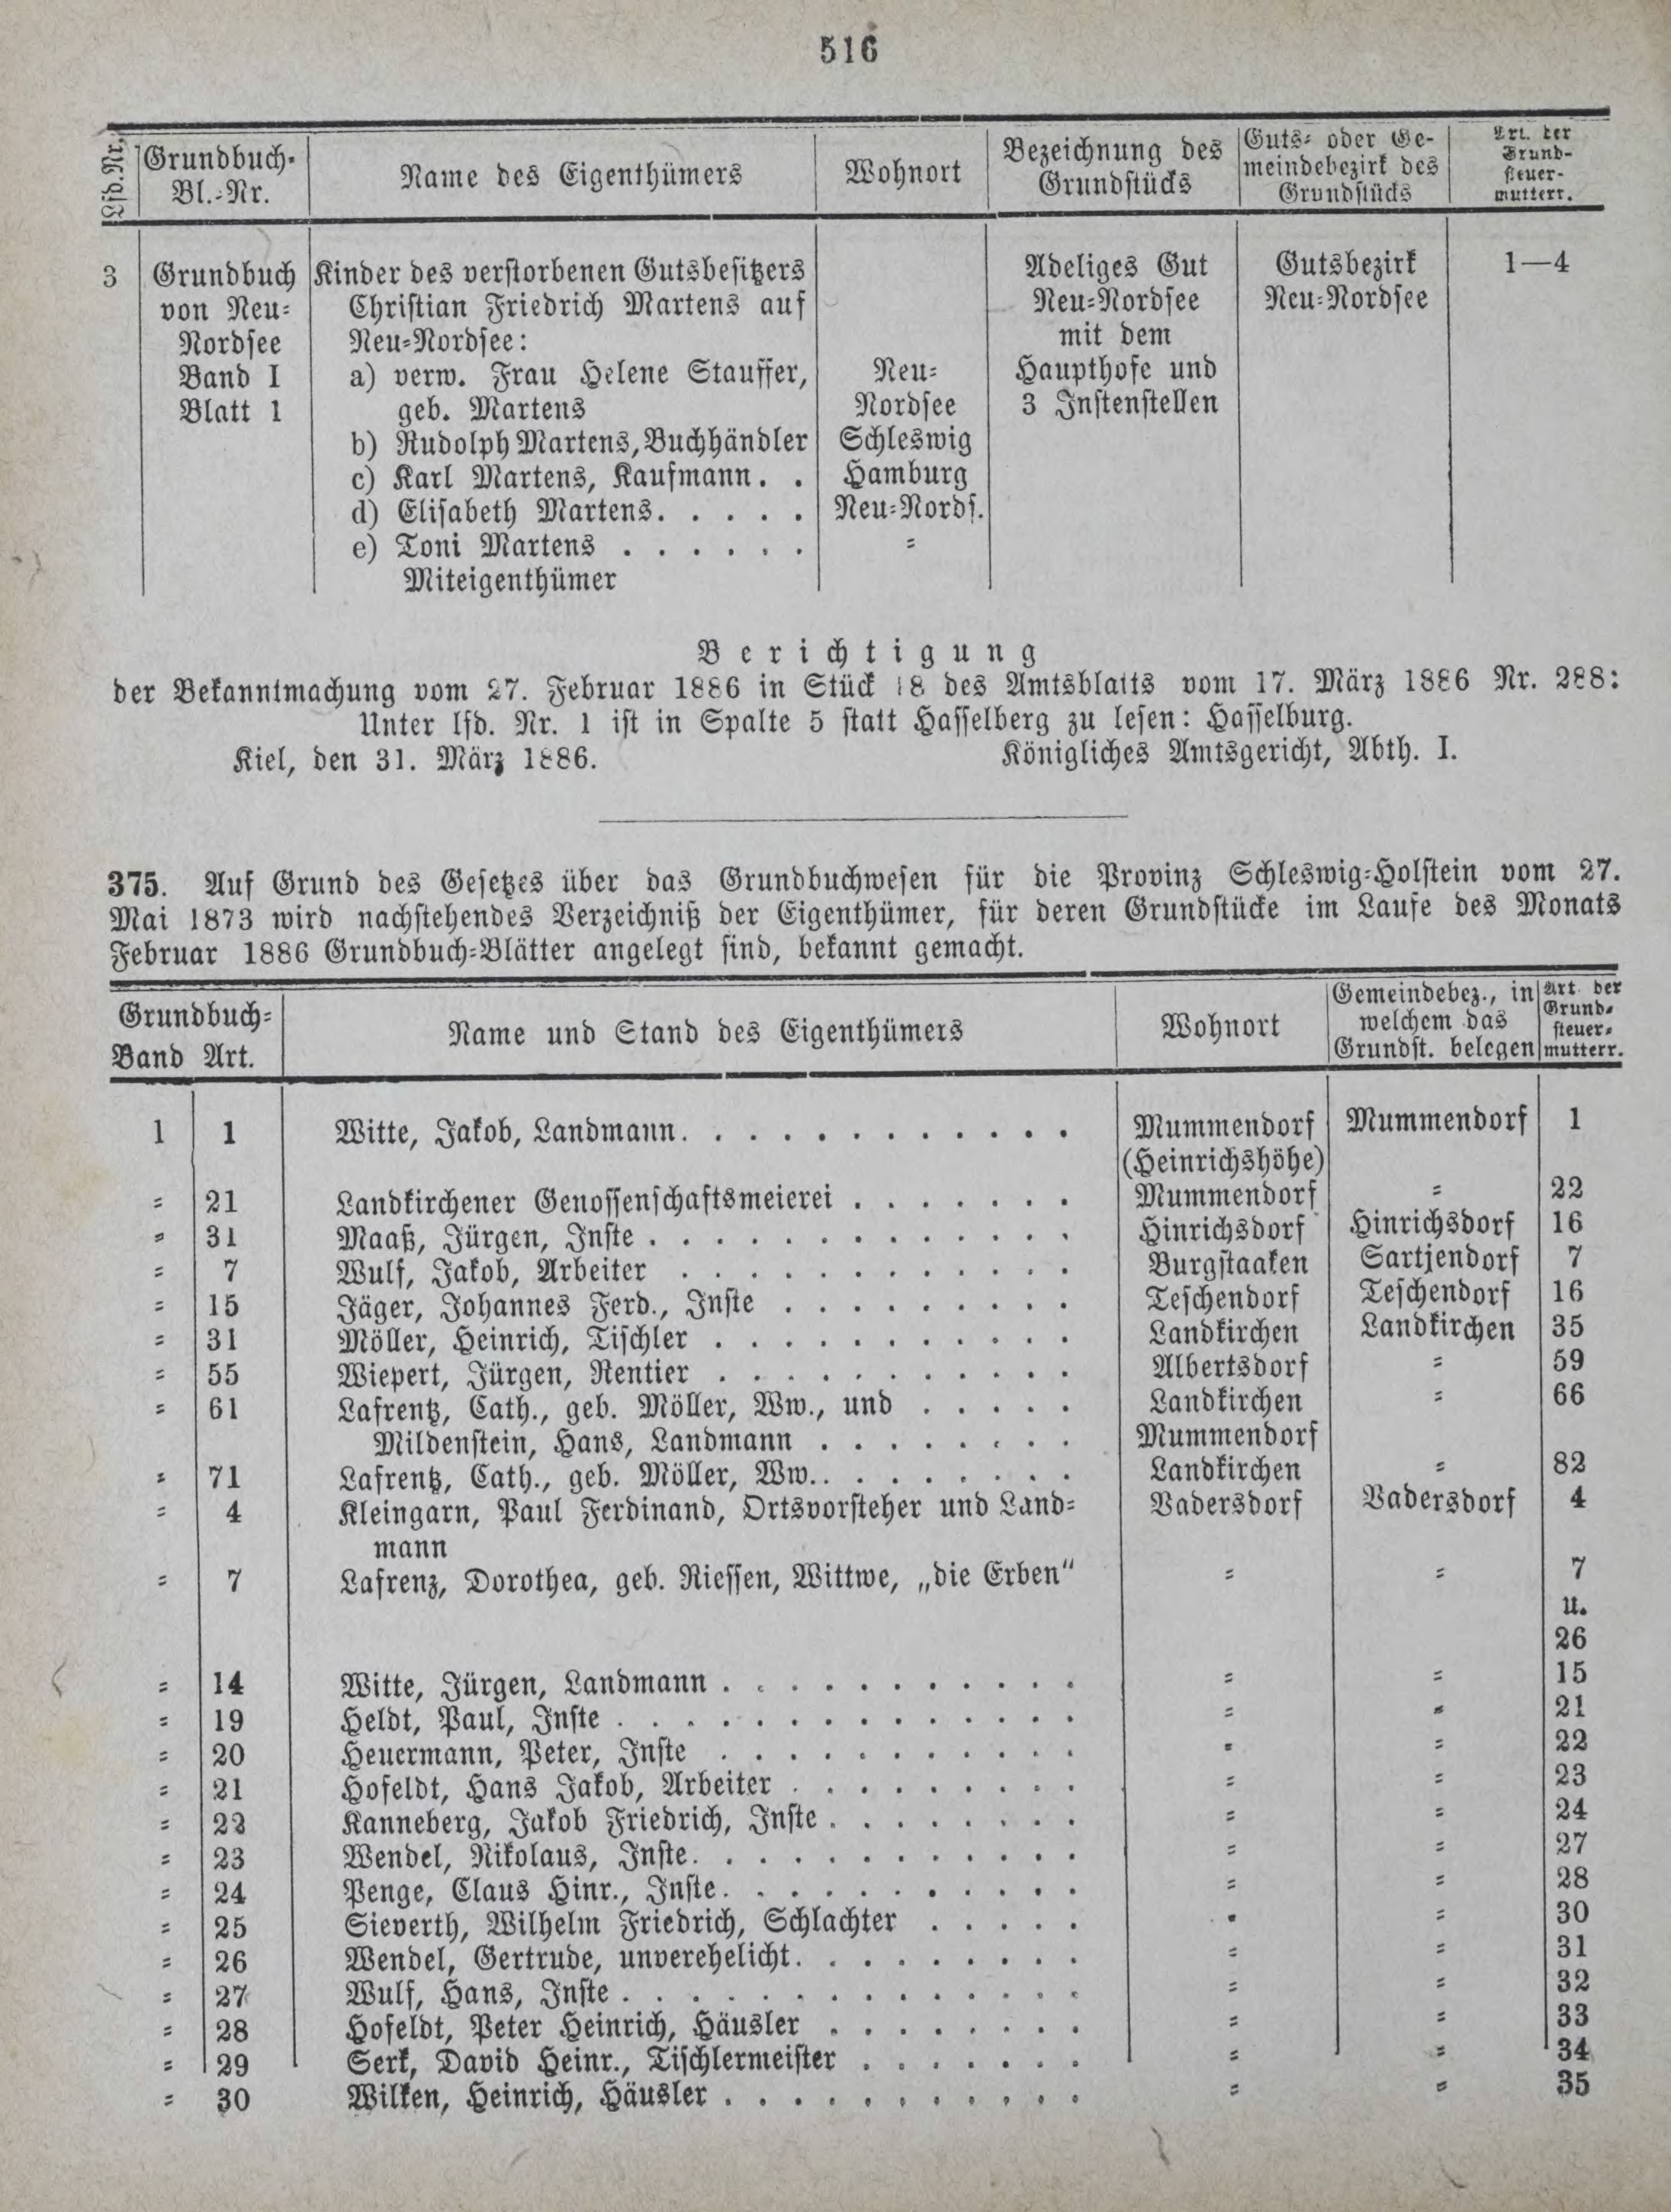 516
Lfd.Nr. Grundbuch- Bl.-Nr. Name des Eigenthümers Wohnort Bezeichnung des Grundstücks Guts- oder Ge-meindebezirk des Grundstücks Art. der Grund-steuer-mutterr.
3 Grundbuch Kinder des verstorbenen Gutsbesitzers Adeliges Gut Gutsbezirk 1—4
von Neu- Christian Friedrich Martens auf Neu-Nordsee Neu-Nordsee
Nordsee Neu-Nordsee: mit dem
Band I a) verw. Frau Helene Stauffer, Neu- Haupthofe und
Blatt 1 geb. Martens Nordsee 3 Instenstellen
b) Rudolph Martens, Buchhändler Schleswig
c) Karl Martens, Kaufmann. . Hamburg
d) Elisabeth Martens. . . . . Neu-Nords.
e) Toni Martens . . . . . . =
Miteigenthümer
Berichtigung
der Bekanntmachung vom 27. Februar 1886 in Stück 18 des Amtsblatts vom 17. März 1886 Nr. 288:
Unter lfd. Nr. 1 ist in Spalte 5 statt Hasselberg zu lesen: Hasselburg.
Kiel, den 31. März 1886. Königliches Amtsgericht, Abth. I.
375. Auf Grund des Gesetzes über das Grundbuchwesen für die Provinz Schleswig-Holstein vom 27.
Mai 1873 wird nachstehendes Verzeichniß der Eigenthümer, für deren Grundstücke im Laufe des Monats
Februar 1886 Grundbuch-Blätter angelegt sind, bekannt gemacht.
Grundbuch- Band Art. Name und Stand des Eigenthümers Wohnort Gemeindebez., in welchem das Grundst. belegen Art. der Grund-steuer-mutterr.
1 1 Witte, Jakob, Landmann. . . . . . . . . . . . Mummendorf Mummendorf 1
(Heinrichshöhe)
= 21 Landkirchener Genossenschaftsmeierei . . . . . . . Mummendorf = 22
= 31 Maaß, Jürgen, Inste . . . . . . . . . . . . . Hinrichsdorf Hinrichsdorf 16
= 7 Wulf, Jakob, Arbeiter . . . . . . . . . . . . Burgstaaken Sartjendorf 7
= 15 Jäger, Johannes Ferd., Inste . . . . . . . . . Teschendorf Teschendorf 16
= 31 Möller, Heinrich, Tischler . . . . . . . . . . . Landkirchen Landkirchen 35
= 55 Wiepert, Jürgen, Rentier . . . . . . . . . . . Albertsdorf = 59
= 61 Lafrentz, Cath., geb. Möller, Ww., und . . . . . Landkirchen = 66
Mildenstein, Hans, Landmann . . . . . . . . Mummendorf
= 71 Lafrentz, Cath., geb. Möller, Ww.. . . . . . . . Landkirchen = 82
= 4 Kleingarn, Paul Ferdinand, Ortsvorsteher und Land- Vadersdorf Vadersdorf 4
mann
= 7 Lafrenz, Dorothea, geb. Riessen, Wittwe, „die Erben“ = = 7
u.
26
= 14 Witte, Jürgen, Landmann . . . . . . . . . . . = = 15
= 19 Heldt, Paul, Inste . . . . . . . . . . . . . . = = 21
= 20 Heuermann, Peter, Inste . . . . . . . . . . . = = 22
= 21 Hofeldt, Hans Jakob, Arbeiter . . . . . . . . . = = 23
= 22 Kanneberg, Jakob Friedrich, Inste . . . . . . . . = = 24
= 23 Wendel, Nikolaus, Inste. . . . . . . . . . . . = = 27
= 24 Penge, Claus Hinr., Inste. . . . . . . . . . . = = 28
= 25 Sieverth, Wilhelm Friedrich, Schlachter . . . . . = = 30
= 26 Wendel, Gertrude, unverehelicht. . . . . . . . . = = 31
= 27 Wulf, Hans, Inste . . . . . . . . . . . . . . = = 32
= 28 Hofeldt, Peter Heinrich, Häusler . . . . . . . . = = 33
= 29 Serk, David Heinr., Tischlermeister . . . . . . . = = 34
= 30 Wilken, Heinrich, Häusler . . . . . . . . . . . = = 35